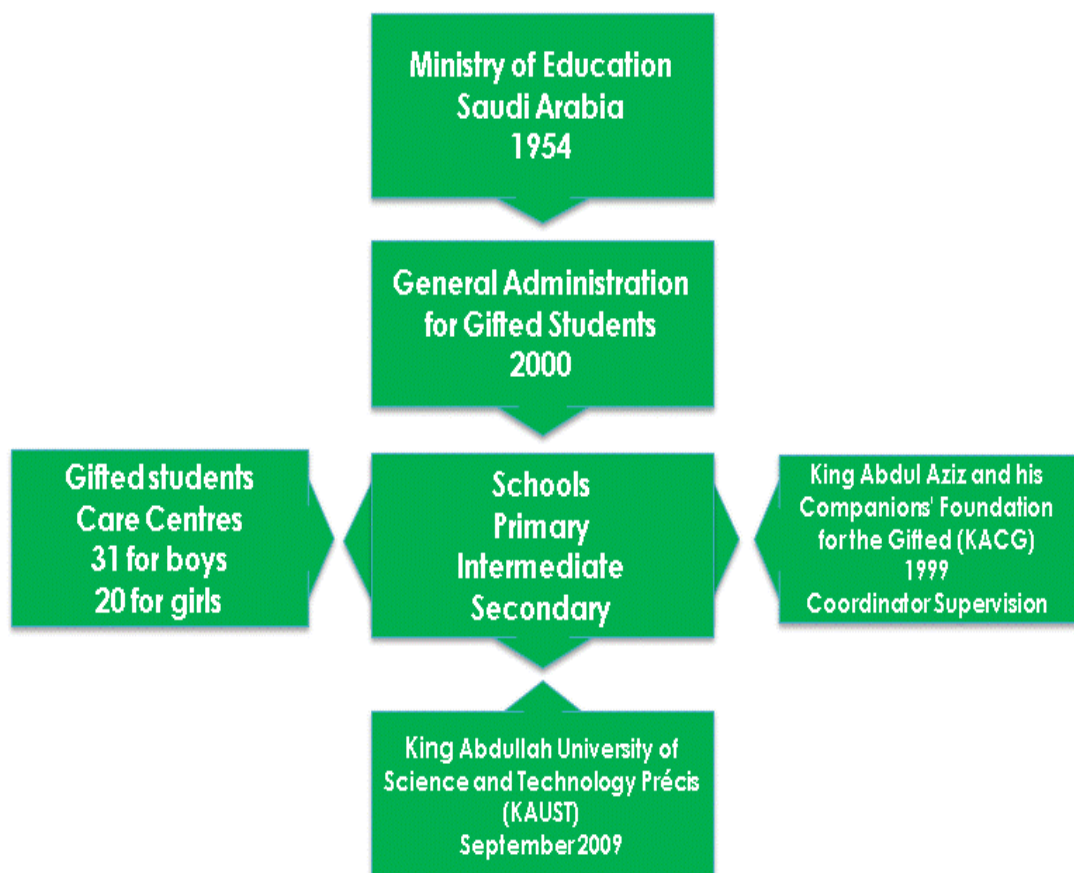 Ministry of Education
Saudi Arabia
1954
General Administration
for Gifted Students
2000
Gifted students
Care Centres
31 for boys
20 for girls
Schools
Primary
Intermediate
Secondary
King Abdul Aziz and his
Companions' Foundation
for the Gifted (KACG)
1999
Coordinator Supervision
King Abdullah University of
Science and Technology Précis
(KAUST)
September 2009